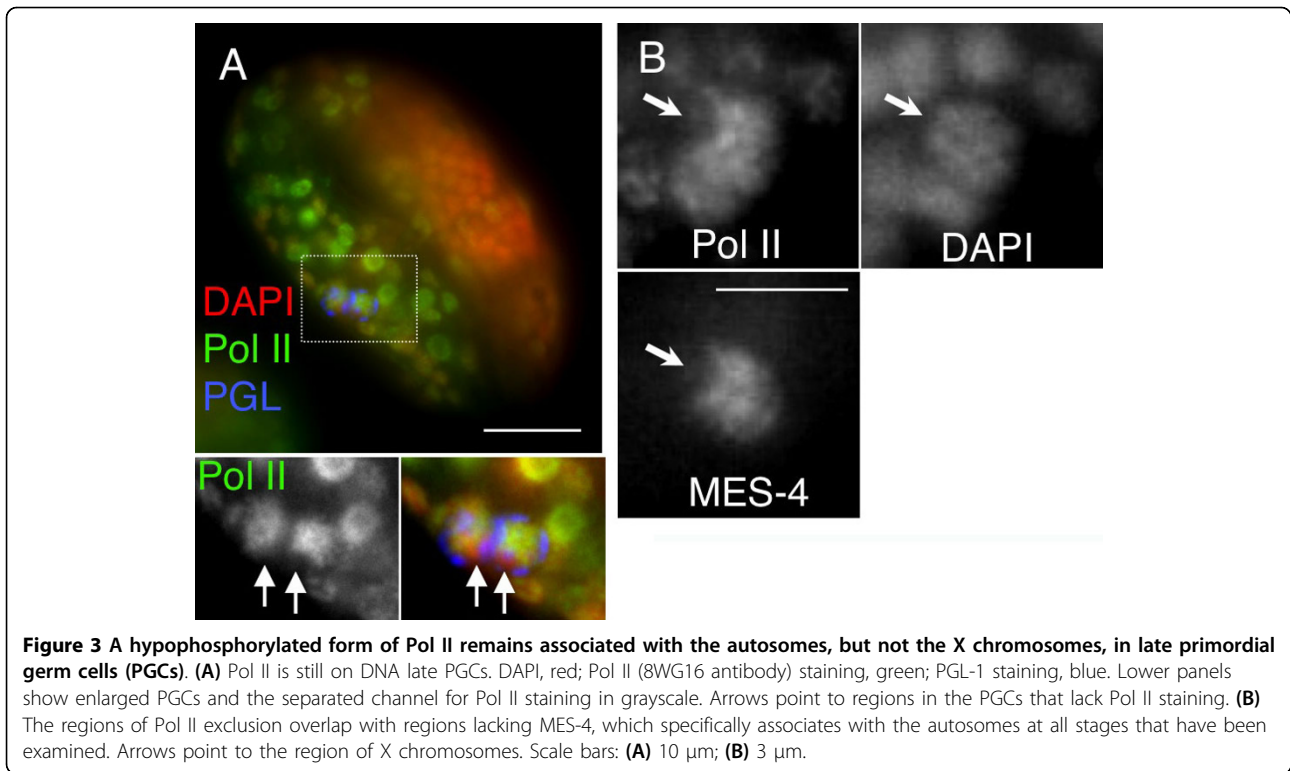 A
DAPI
Pol II
PGL
Pol II
B
Pol II
DAPI
MES-4
Figure 3 A hypophosphorylated form of Pol II remains associated with the autosomes, but not the X chromosomes, in late primordial
germ cells (PGCs). (A) Pol II is still on DNA late PGCs. DAPI, red; Pol II (8WG16 antibody) staining, green; PGL-1 staining, blue. Lower panels
show enlarged PGCs and the separated channel for Pol II staining in grayscale. Arrows point to regions in the PGCs that lack Pol II staining. (B)
The regions of Pol II exclusion overlap with regions lacking MES-4, which specifically associates with the autosomes at all stages that have been
examined. Arrows point to the region of X chromosomes. Scale bars: (A) 10 μm; (B) 3 μm.